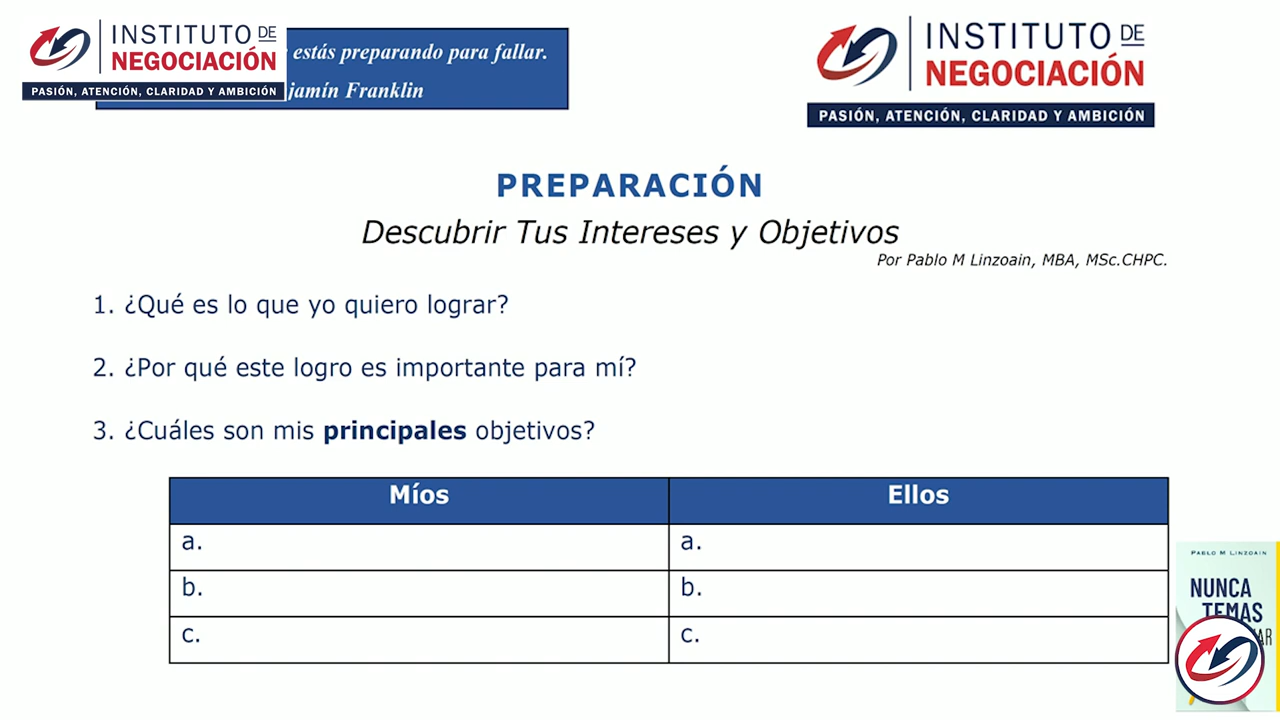 INSTITUTO DE
NEGOCIACIÓN
PASIÓN, ATENCIÓN, CLARIDAD Y AMBICIÓN
estás preparando para fallar.
Franklin
INSTITUTO DE
NEGOCIACIÓN
PASIÓN, ATENCIÓN, CLARIDAD Y AMBICIÓN
PREPARACIÓN
Descubrir Tus Intereses y Objetivos
Por Pablo M Linzoain, MBA, MSc.CHPC.
1. ¿Qué es lo que yo quiero lograr?
2. ¿Por qué este logro es importante para mí?
3. ¿Cuáles son mis principales objetivos?
Míos Ellos
a. a.
b. b.
c. c.
PABLO M LINZOAIN
NUNCA
TEMAS